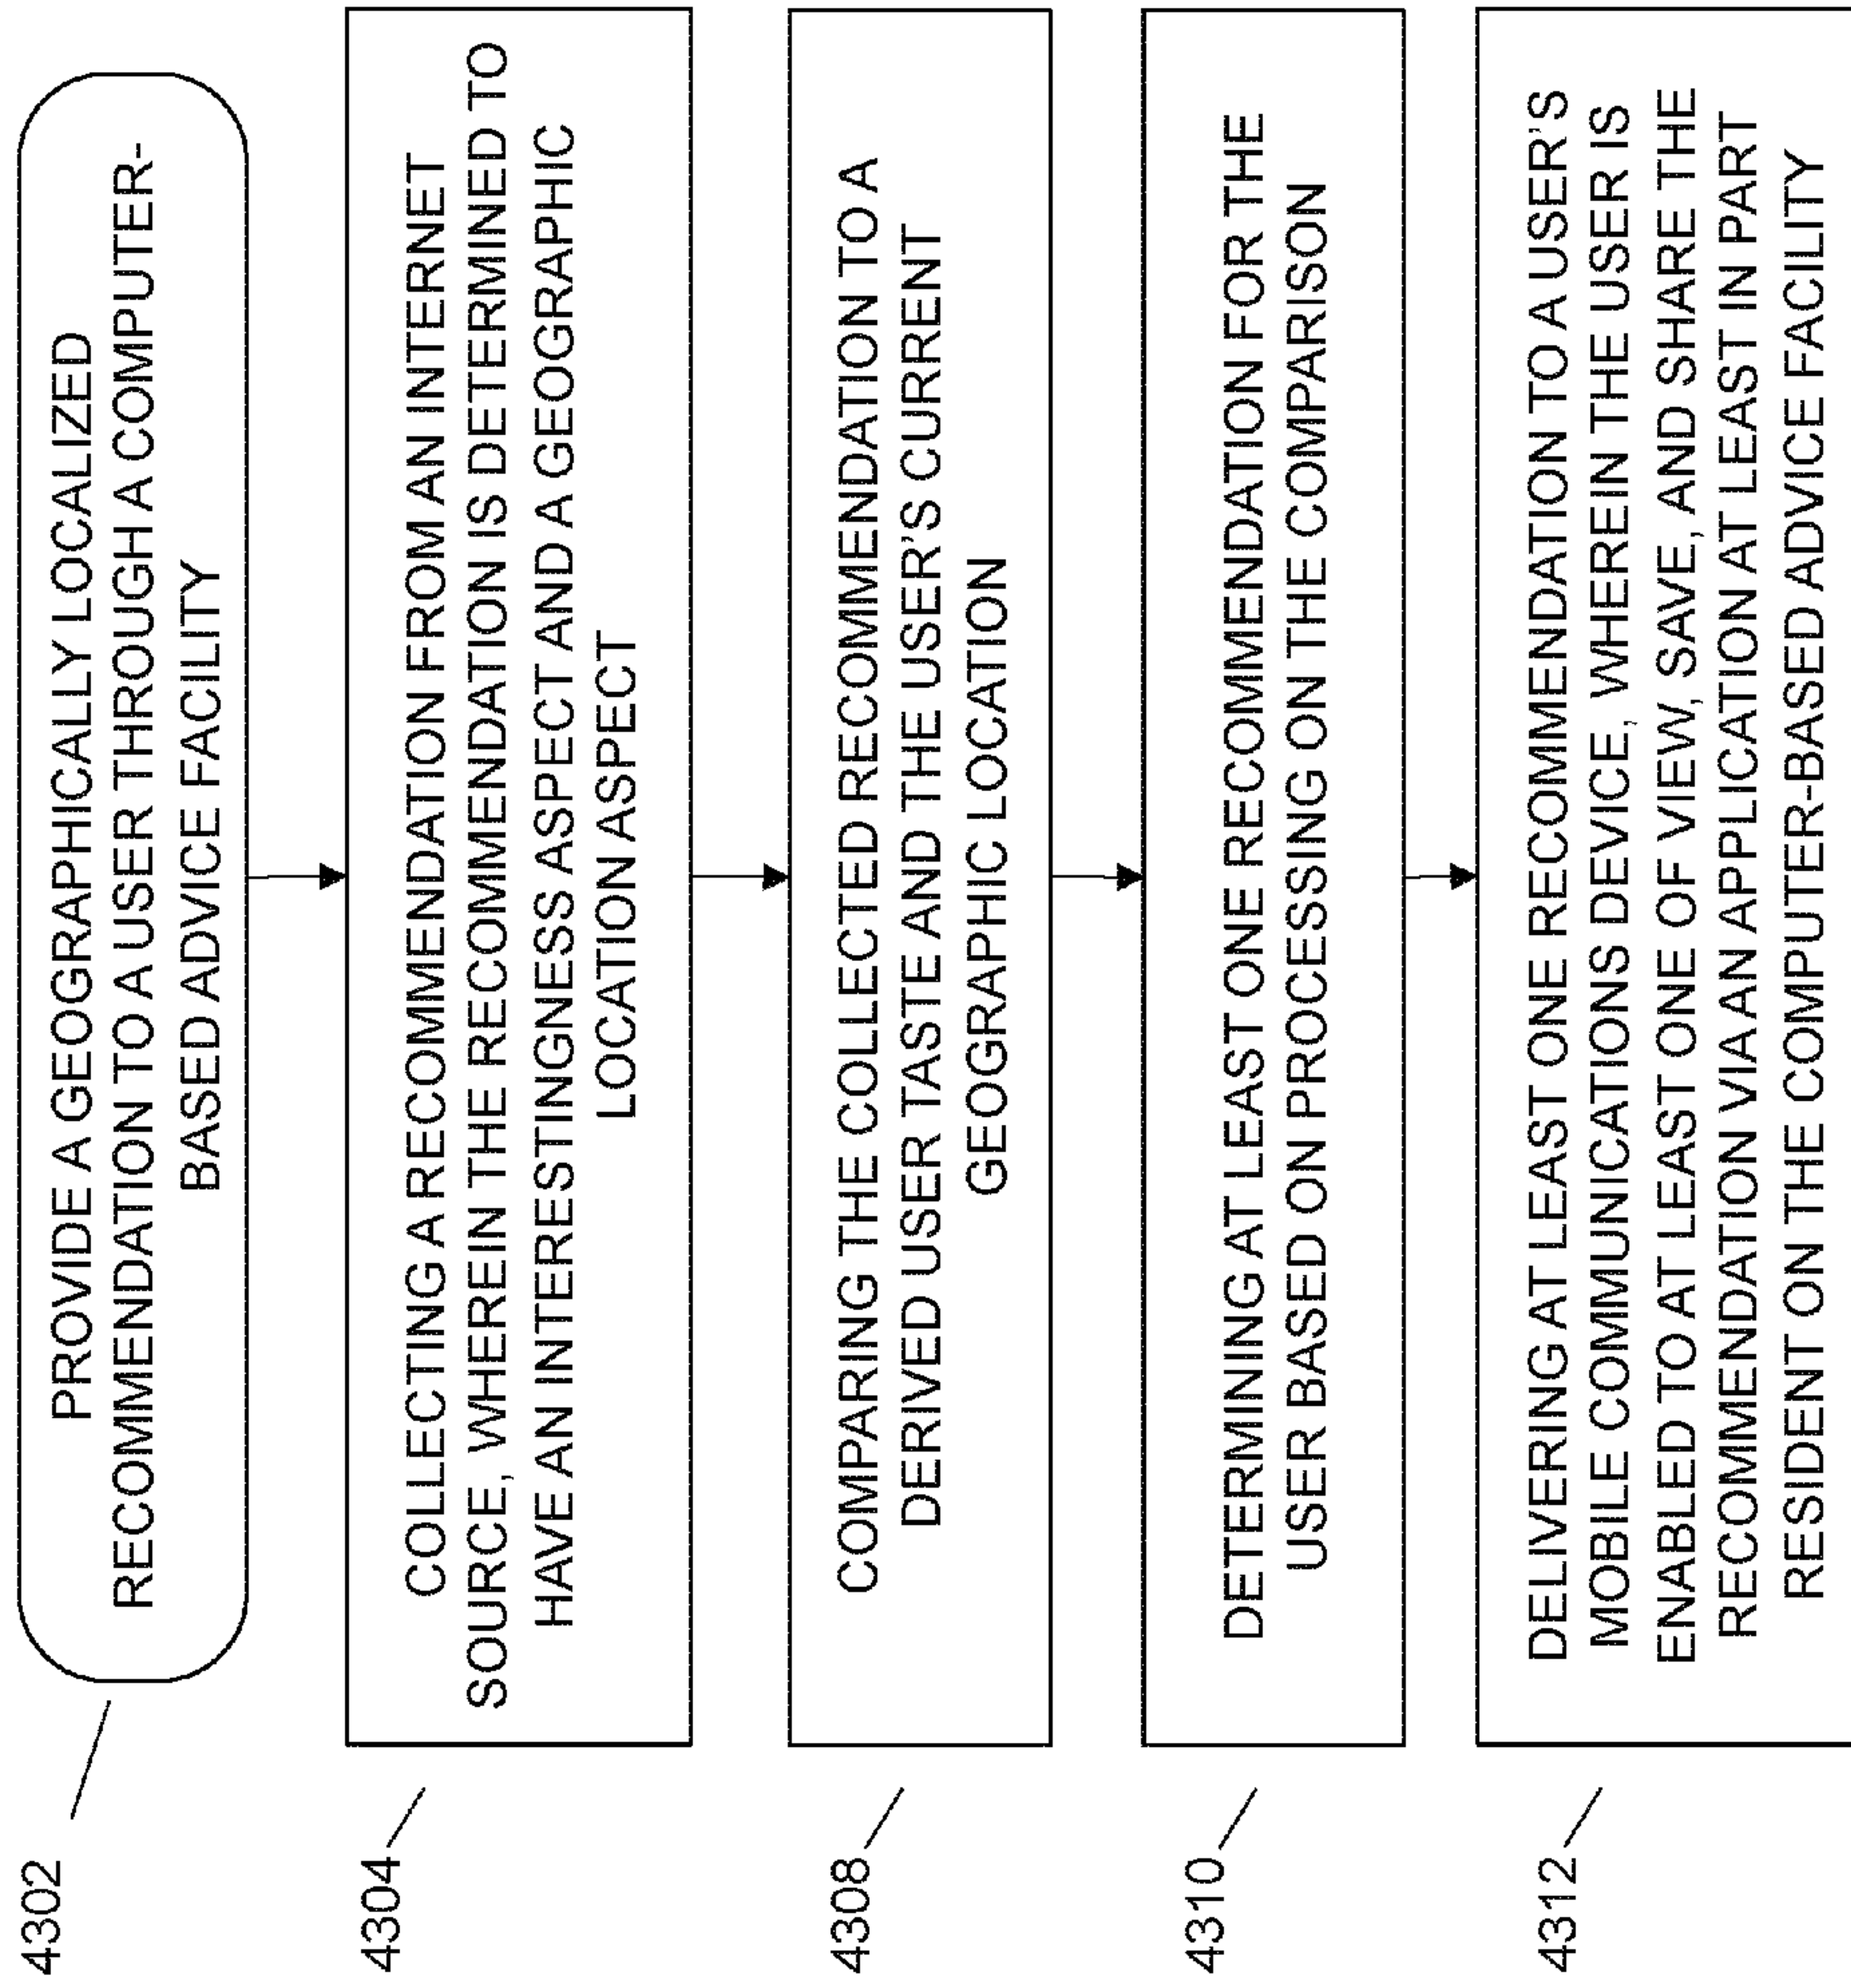 4302
PROVIDE A GEOGRAPHICALLY LOCALIZED
RECOMMENDATION TO A USER THROUGH A COMPUTER-
BASED ADVICE FACILITY
4304
COLLECTING A RECOMMENDATION FROM AN INTERNET
SOURCE, WHEREIN THE RECOMMENDATION IS DETERMINED TO
HAVE AN INTERESTINGNESS ASPECT AND A GEOGRAPHIC
LOCATION ASPECT
4308
COMPARING THE COLLECTED RECOMMENDATION TO A
DERIVED USER TASTE AND THE USER'S CURRENT
GEOGRAPHIC LOCATION
4310
DETERMINING AT LEAST ONE RECOMMENDATION FOR THE
USER BASED ON PROCESSING ON THE COMPARISON
4312
DELIVERING AT LEAST ONE RECOMMENDATION TO A USER'S
MOBILE COMMUNICATIONS DEVICE, WHEREIN THE USER IS
ENABLED TO AT LEAST ONE OF VIEW, SAVE, AND SHARE THE
RECOMMENDATION VIA AN APPLICATION AT LEAST IN PART
RESIDENT ON THE COMPUTER-BASED ADVICE FACILITY